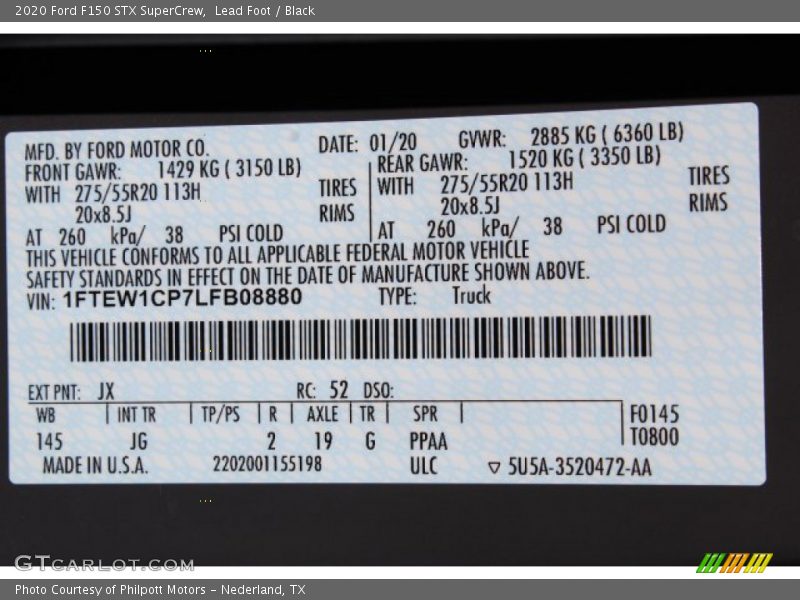 2020 Ford F150 STX SuperCrew,  Lead Foot / Black
MFD. BY FORD MOTOR CO. DATE: 01/20 GVWR: 2885 KG ( 6360 LB)
FRONT GAWR: 1429 KG ( 3150 LB) REAR GAWR: 1520 KG ( 3350 LB)
WITH 275/55R20 113H TIRES WITH 275/55R20 113H TIRES
20x8.5J RIMS 20x8.5J RIMS
AT 260 kPa/ 38 PSI COLD AT 260 kPa/ 38 PSI COLD
THIS VEHICLE CONFORMS TO ALL APPLICABLE FEDERAL MOTOR VEHICLE
SAFETY STANDARDS IN EFFECT ON THE DATE OF MANUFACTURE SHOWN ABOVE.
VIN: 1FTEW1CP7LFB08880 TYPE: Truck
EXT PNT: JX RC: 52 DSO:
WB INT TR TP/PS R AXLE TR SPR F0145
145 JG 2 19 G PPAA T0800
MADE IN U.S.A. 2202001155198 ULC ▽ 5U5A-3520472-AA
GTCARLOT.COM
Photo Courtesy of Philpott Motors – Nederland, TX